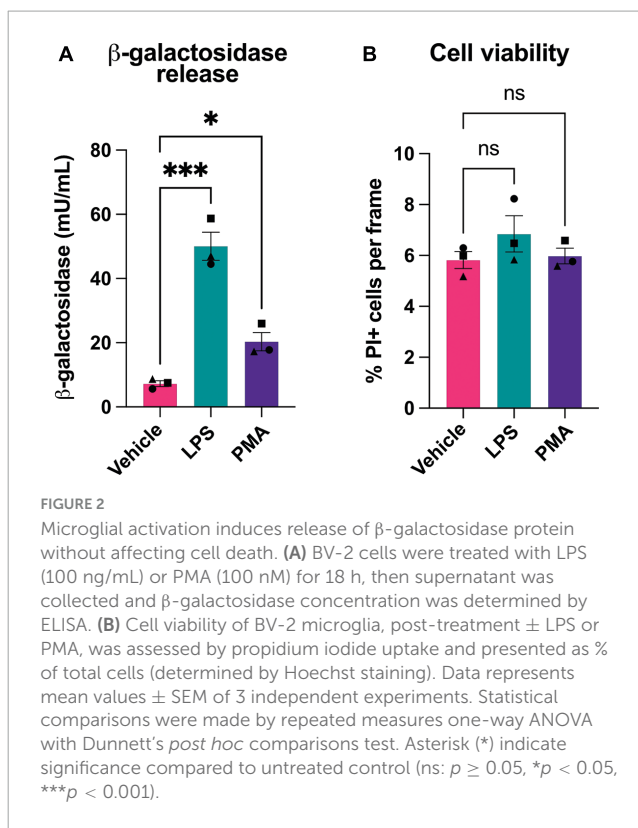 A β-galactosidase
release
*
***
β-galactosidase (mU/mL)
80
60
40
20
0
Vehicle
LPS
PMA
B Cell viability
ns
ns
% PI+ cells per frame
10
8
6
4
2
0
Vehicle
LPS
PMA
FIGURE 2
Microglial activation induces release of β-galactosidase protein
without affecting cell death. (A) BV-2 cells were treated with LPS
(100 ng/mL) or PMA (100 nM) for 18 h, then supernatant was
collected and β-galactosidase concentration was determined by
ELISA. (B) Cell viability of BV-2 microglia, post-treatment ± LPS or
PMA, was assessed by propidium iodide uptake and presented as %
of total cells (determined by Hoechst staining). Data represents
mean values ± SEM of 3 independent experiments. Statistical
comparisons were made by repeated measures one-way ANOVA
with Dunnett's post hoc comparisons test. Asterisk (*) indicate
significance compared to untreated control (ns: p ≥ 0.05, *p < 0.05,
***p < 0.001).